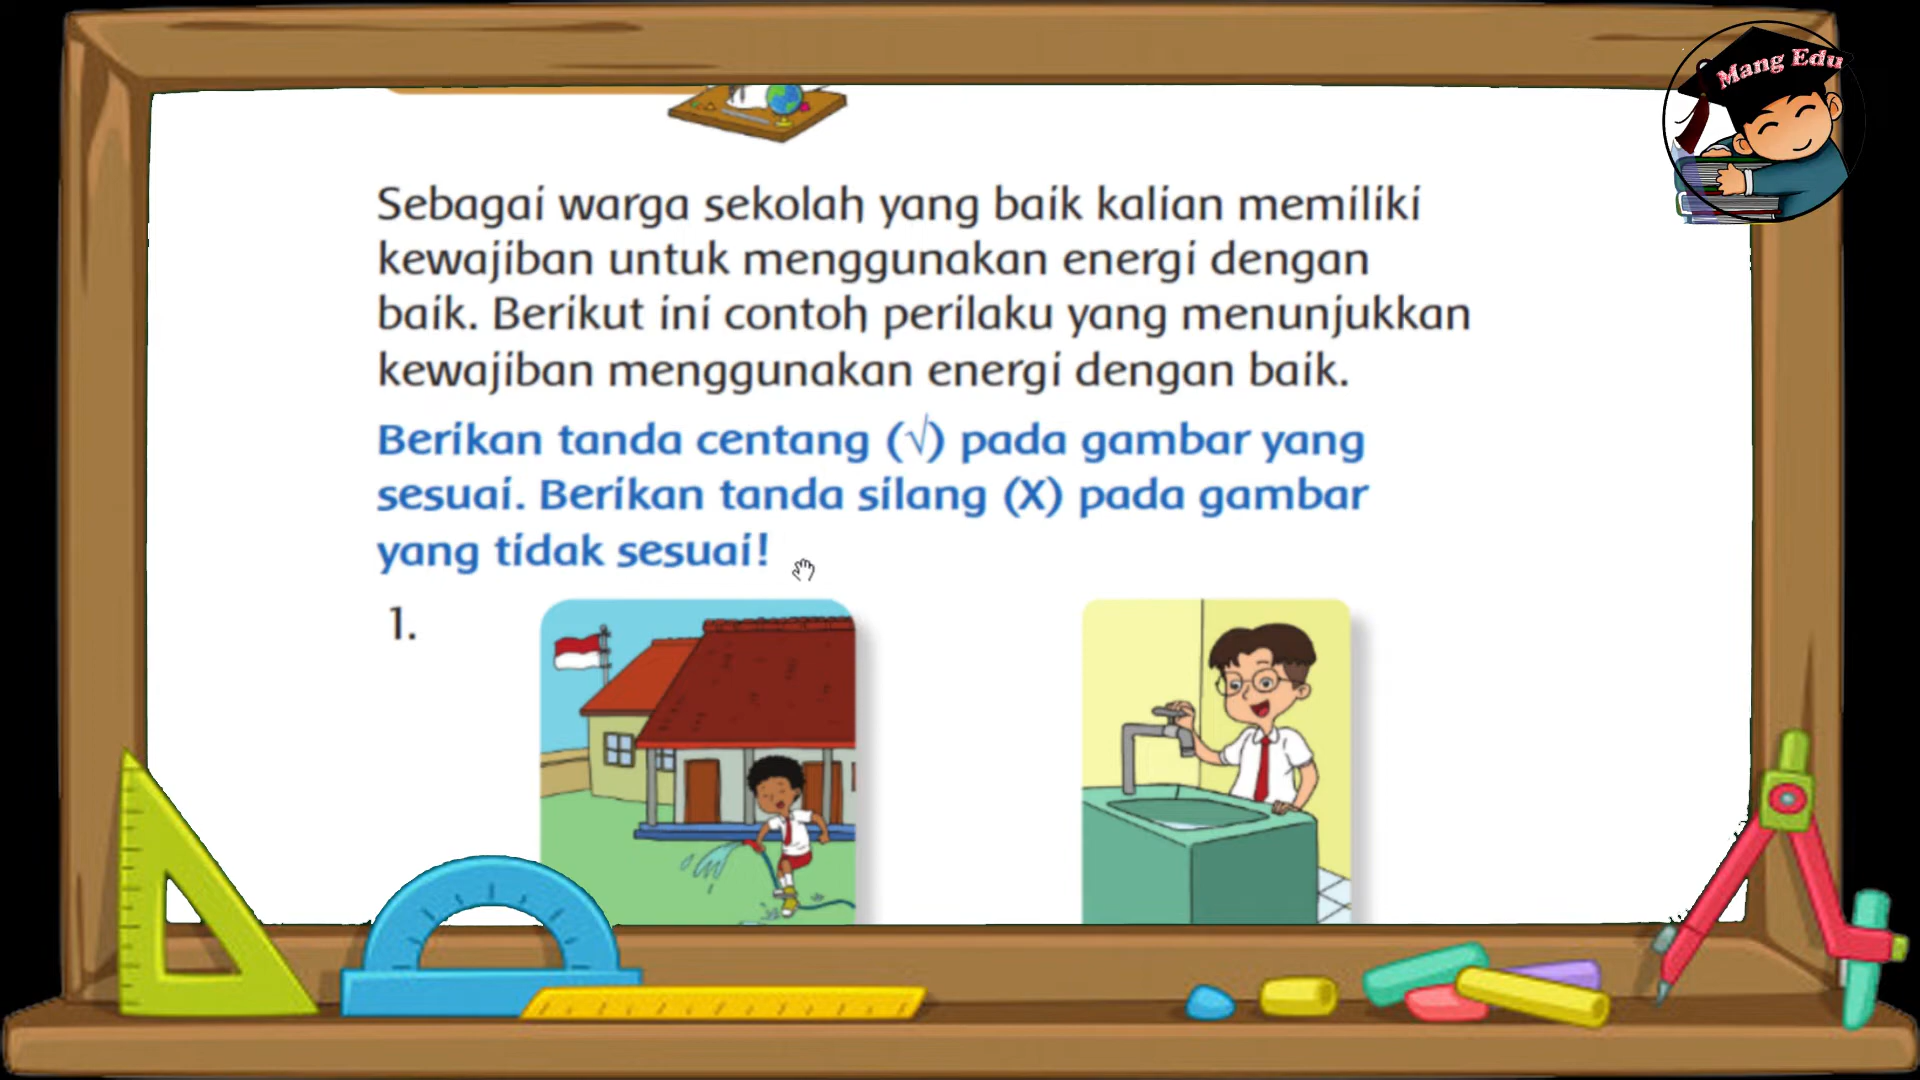 Mang Edu
Sebagai warga sekolah yang baik kalian memiliki
kewajiban untuk menggunakan energi dengan
baik. Berikut ini contoh perilaku yang menunjukkan
kewajiban menggunakan energi dengan baik.
Berikan tanda centang (√) pada gambar yang
sesuai. Berikan tanda silang (X) pada gambar
yang tidak sesuai!
1.